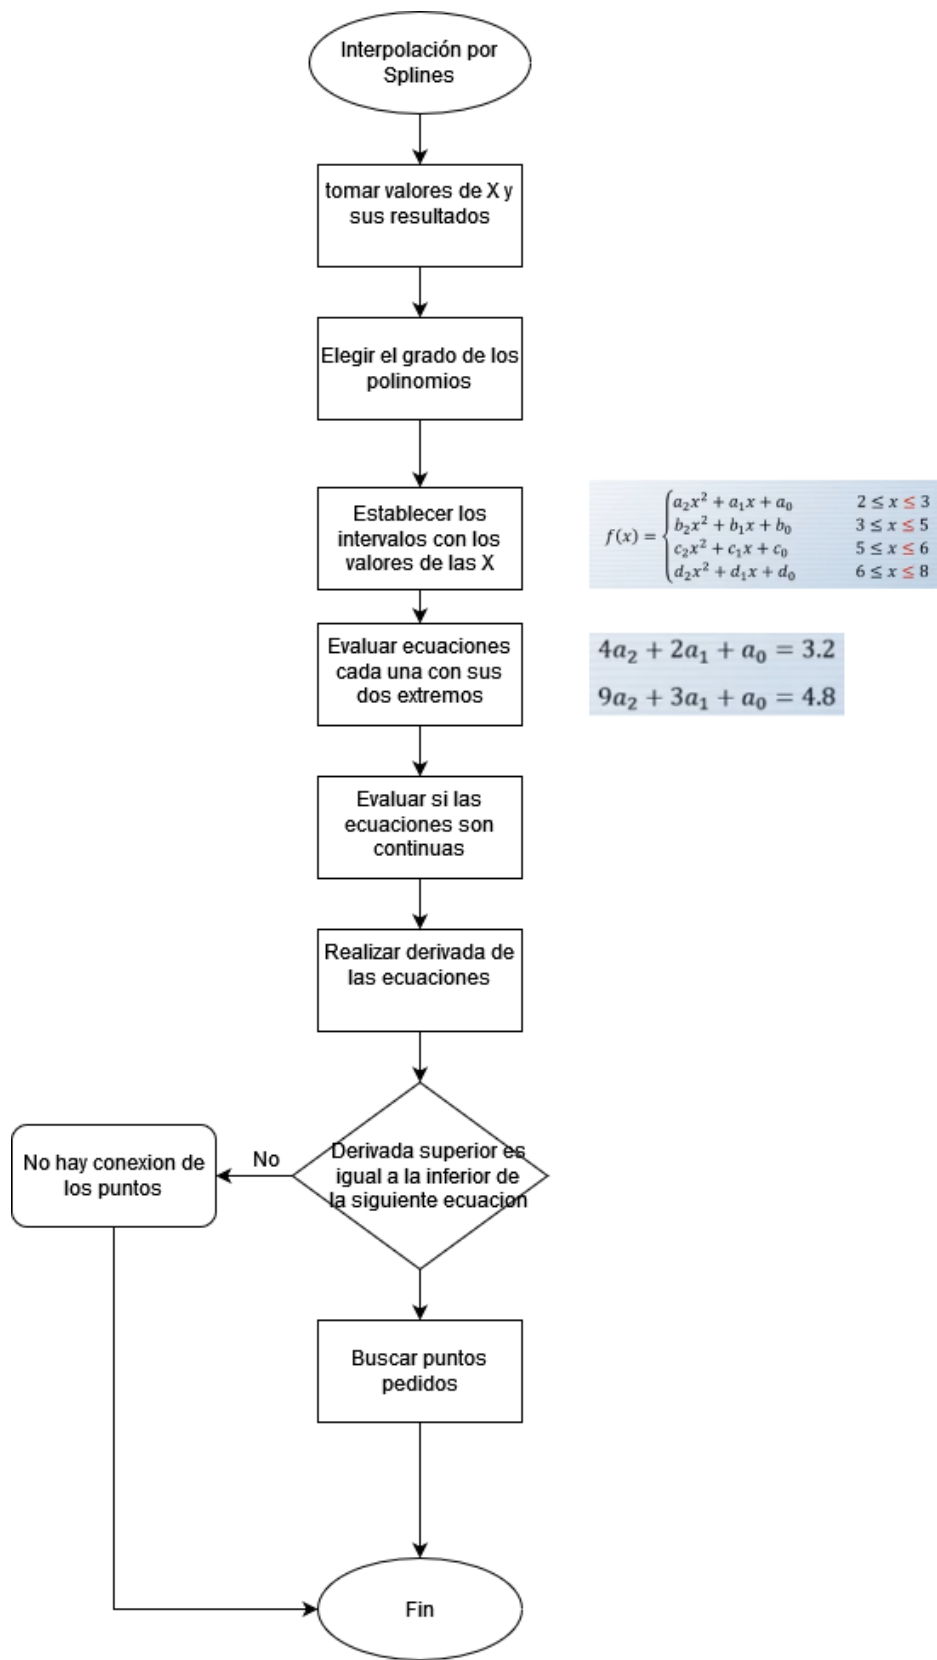 Interpolación por
Splines
tomar valores de X y
sus resultados
Elegir el grado de los
polinomios
Establecer los
intervalos con los
valores de las X
f(x) = { a₂x² + a₁x + a₀ 2 ≤ x ≤ 3
b₂x² + b₁x + b₀ 3 ≤ x ≤ 5
c₂x² + c₁x + c₀ 5 ≤ x ≤ 6
d₂x² + d₁x + d₀ 6 ≤ x ≤ 8
Evaluar ecuaciones
cada una con sus
dos extremos
4a₂ + 2a₁ + a₀ = 3.2
9a₂ + 3a₁ + a₀ = 4.8
Evaluar si las
ecuaciones son
continuas
Realizar derivada de
las ecuaciones
Derivada superior es
igual a la inferior de
la siguiente ecuacion
No
No hay conexion de
los puntos
Buscar puntos
pedidos
Fin